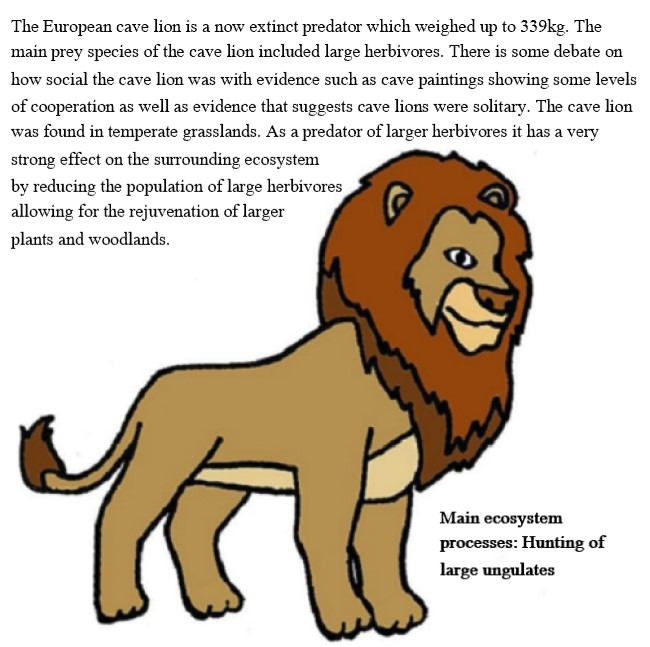 The European cave lion is a now extinct predator which weighed up to 339kg. The
main prey species of the cave lion included large herbivores. There is some debate on
how social the cave lion was with evidence such as cave paintings showing some levels
of cooperation as well as evidence that suggests cave lions were solitary. The cave lion
was found in temperate grasslands. As a predator of larger herbivores it has a very
strong effect on the surrounding ecosystem
by reducing the population of large herbivores
allowing for the rejuvenation of larger
plants and woodlands.
Main ecosystem
processes: Hunting of
large ungulates